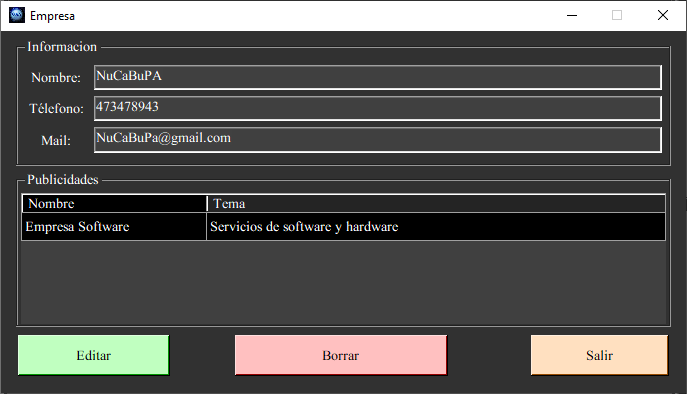 Empresa
Informacion
Nombre: NuCaBuPA
Télefono: 473478943
Mail: NuCaBuPa@gmail.com
Publicidades
Nombre Tema
Empresa Software Servicios de software y hardware
Editar Borrar Salir